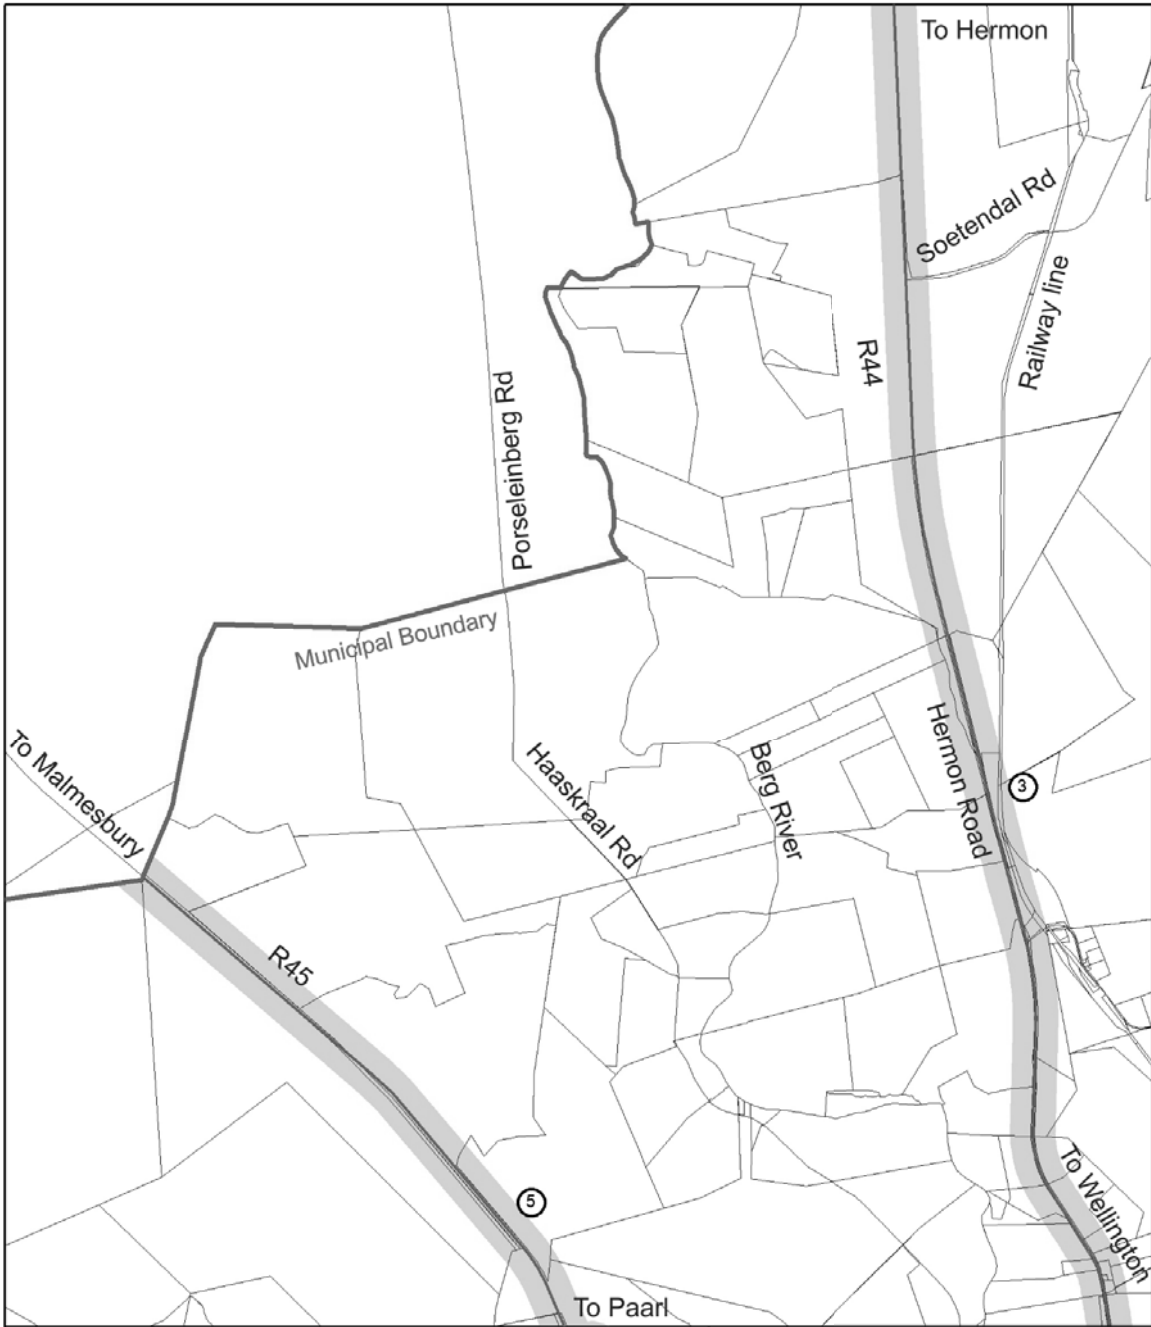 To Hermon
Soetendal Rd
Railway line
R44
Porseleinberg Rd
Municipal Boundary
To Malmesbury
Haaskraal Rd
Berg River
Hermon Road
3
R45
5
To Wellington
To Paarl